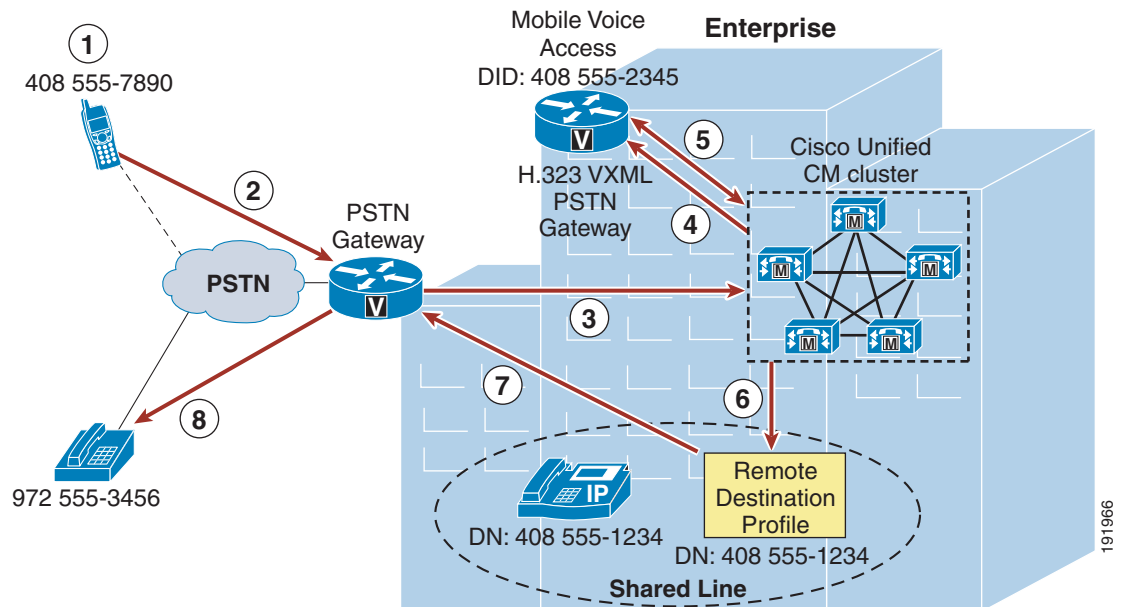 1
408 555-7890
Mobile Voice
Access
DID: 408 555-2345
Enterprise
V
5
Cisco Unified
CM cluster
H.323 VXML
PSTN
Gateway
4
2
PSTN
Gateway
PSTN
V
3
M
M
M
M
M
7
6
8
972 555-3456
IP
DN: 408 555-1234
Remote
Destination
Profile
DN: 408 555-1234
Shared Line
191966